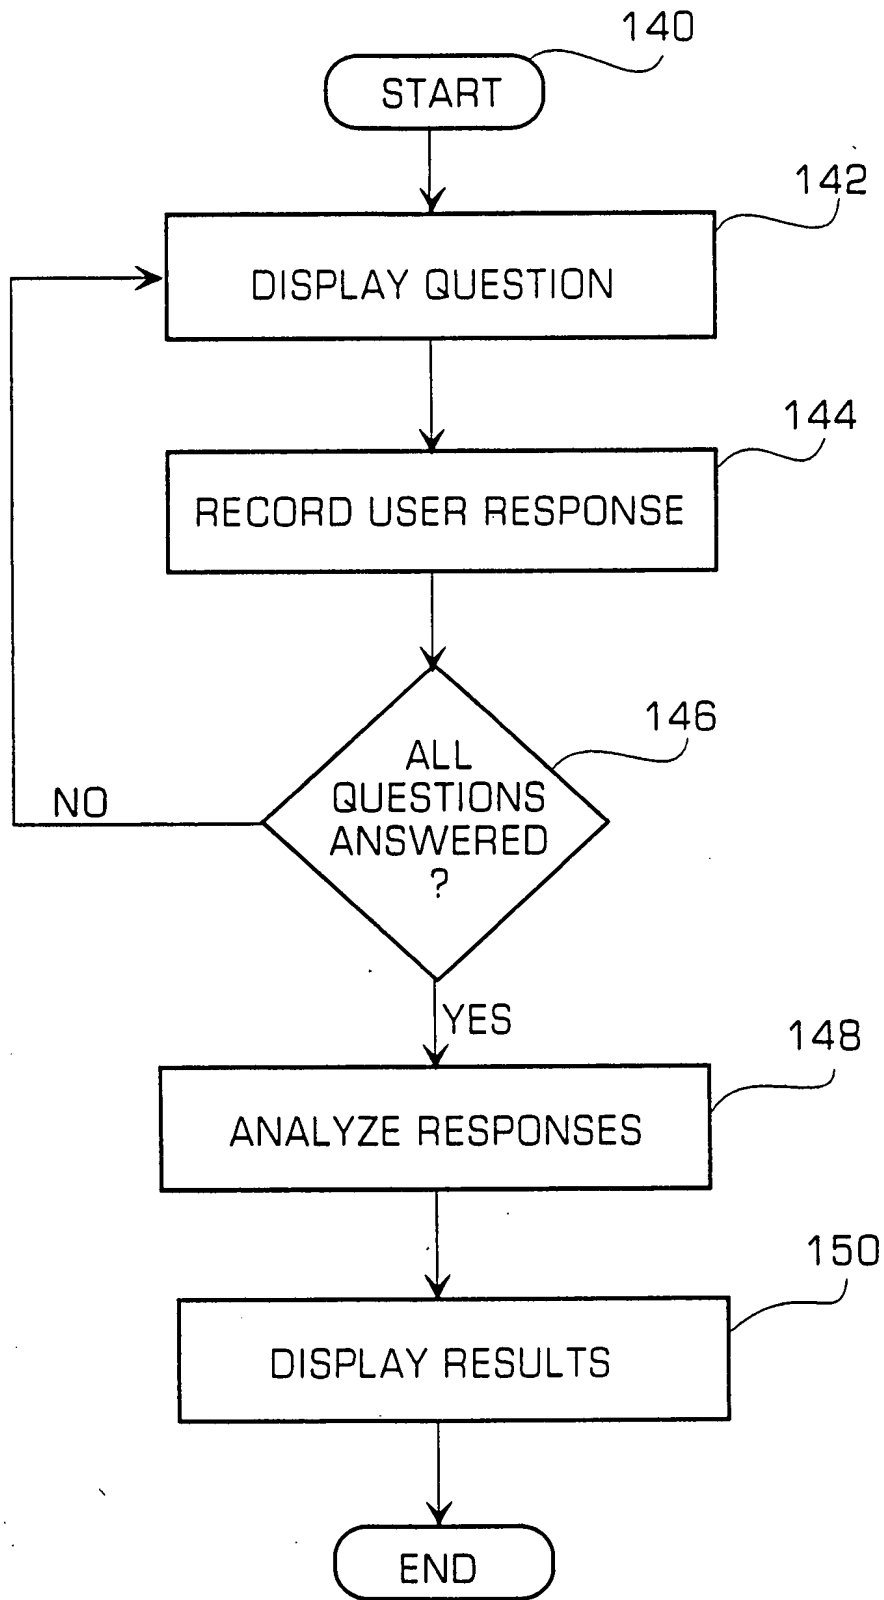 140
START
142
DISPLAY QUESTION
144
RECORD USER RESPONSE
146
ALL
QUESTIONS
ANSWERED
?
NO
YES
148
ANALYZE RESPONSES
150
DISPLAY RESULTS
END